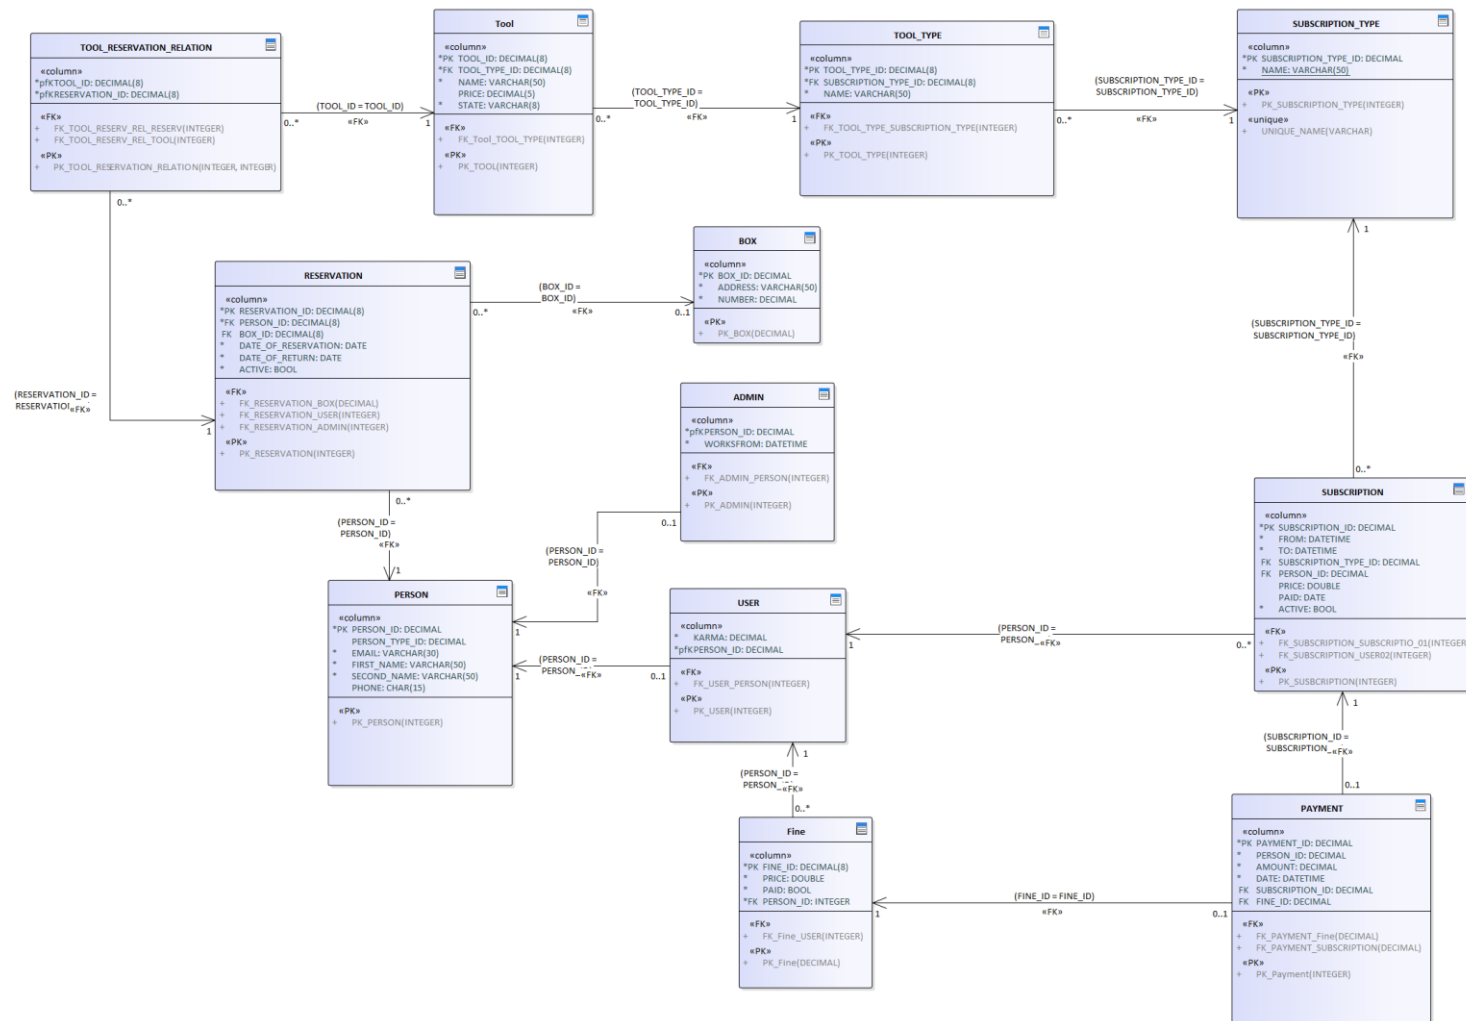 TOOL_RESERVATION_RELATION
«column»
*pfK TOOL_ID: DECIMAL(8)
*pfK RESERVATION_ID: DECIMAL(8)
«FK»
+ FK_TOOL_RESERV_REL_RESERV(INTEGER)
+ FK_TOOL_RESERV_REL_TOOL(INTEGER)
«PK»
+ PK_TOOL_RESERVATION_RELATION(INTEGER, INTEGER)
(TOOL_ID = TOOL_ID)
0..*
«FK»
1
Tool
«column»
*PK TOOL_ID: DECIMAL(8)
*FK TOOL_TYPE_ID: DECIMAL(8)
* NAME: VARCHAR(50)
PRICE: DECIMAL(5)
* STATE: VARCHAR(8)
«FK»
+ FK_Tool_TOOL_TYPE(INTEGER)
«PK»
+ PK_TOOL(INTEGER)
(TOOL_TYPE_ID =
TOOL_TYPE_ID)
0..*
«FK»
1
TOOL_TYPE
«column»
*PK TOOL_TYPE_ID: DECIMAL(8)
*FK SUBSCRIPTION_TYPE_ID: DECIMAL(8)
* NAME: VARCHAR(50)
«FK»
+ FK_TOOL_TYPE_SUBSCRIPTION_TYPE(INTEGER)
«PK»
+ PK_TOOL_TYPE(INTEGER)
(SUBSCRIPTION_TYPE_ID =
SUBSCRIPTION_TYPE_ID)
0..*
«FK»
1
SUBSCRIPTION_TYPE
«column»
*PK SUBSCRIPTION_TYPE_ID: DECIMAL
* NAME: VARCHAR(50)
«PK»
+ PK_SUBSCRIPTION_TYPE(INTEGER)
«unique»
+ UNIQUE_NAME(VARCHAR)
0..*
(RESERVATION_ID =
«FK»
1
RESERVATION
«column»
*PK RESERVATION_ID: DECIMAL(8)
*FK PERSON_ID: DECIMAL(8)
FK BOX_ID: DECIMAL(8)
* DATE_OF_RESERVATION: DATE
* DATE_OF_RETURN: DATE
* ACTIVE: BOOL
«FK»
+ FK_RESERVATION_BOX(DECIMAL)
+ FK_RESERVATION_USER(INTEGER)
+ FK_RESERVATION_ADMIN(INTEGER)
«PK»
+ PK_RESERVATION(INTEGER)
(BOX_ID =
BOX_ID)
0..*
«FK»
0..1
BOX
«column»
*PK BOX_ID: DECIMAL
* ADDRESS: VARCHAR(50)
* NUMBER: DECIMAL
«PK»
+ PK_BOX(DECIMAL)
1
(SUBSCRIPTION_TYPE_ID =
SUBSCRIPTION_TYPE_ID)
«FK»
0..*
ADMIN
«column»
*pfK PERSON_ID: DECIMAL
* WORKSFROM: DATETIME
«FK»
+ FK_ADMIN_PERSON(INTEGER)
«PK»
+ PK_ADMIN(INTEGER)
0..1
(PERSON_ID =
PERSON_ID)
«FK»
1
0..*
(PERSON_ID =
PERSON_ID)
«FK»
1
PERSON
«column»
*PK PERSON_ID: DECIMAL
PERSON_TYPE_ID: DECIMAL
* EMAIL: VARCHAR(30)
* FIRST_NAME: VARCHAR(50)
* SECOND_NAME: VARCHAR(50)
PHONE: CHAR(15)
«PK»
+ PK_PERSON(INTEGER)
(PERSON_ID =
«FK»
1
0..1
USER
«column»
* KARMA: DECIMAL
*pfK PERSON_ID: DECIMAL
«FK»
+ FK_USER_PERSON(INTEGER)
«PK»
+ PK_USER(INTEGER)
(PERSON_ID =
«FK»
1
0..*
SUBSCRIPTION
«column»
*PK SUBSCRIPTION_ID: DECIMAL
* FROM: DATETIME
* TO: DATETIME
FK SUBSCRIPTION_TYPE_ID: DECIMAL
FK PERSON_ID: DECIMAL
PRICE: DOUBLE
PAID: DATE
* ACTIVE: BOOL
«FK»
+ FK_SUBSCRIPTION_SUBSCRIPTIO_01(INTEGER
+ FK_SUBSCRIPTION_USER02(INTEGER)
«PK»
+ PK_SUSBCRIPTION(INTEGER)
1
(SUBSCRIPTION_ID =
«FK»
0..1
1
(PERSON_ID =
«FK»
0..*
Fine
«column»
*PK FINE_ID: DECIMAL(8)
* PRICE: DOUBLE
* PAID: BOOL
*FK PERSON_ID: INTEGER
«FK»
+ FK_Fine_USER(INTEGER)
«PK»
+ PK_Fine(DECIMAL)
(FINE_ID = FINE_ID)
1
«FK»
0..1
PAYMENT
«column»
*PK PAYMENT_ID: DECIMAL
* PERSON_ID: DECIMAL
* AMOUNT: DECIMAL
* DATE: DATETIME
FK SUBSCRIPTION_ID: DECIMAL
FK FINE_ID: DECIMAL
«FK»
+ FK_PAYMENT_Fine(DECIMAL)
+ FK_PAYMENT_SUBSCRIPTION(DECIMAL)
«PK»
+ PK_Payment(INTEGER)